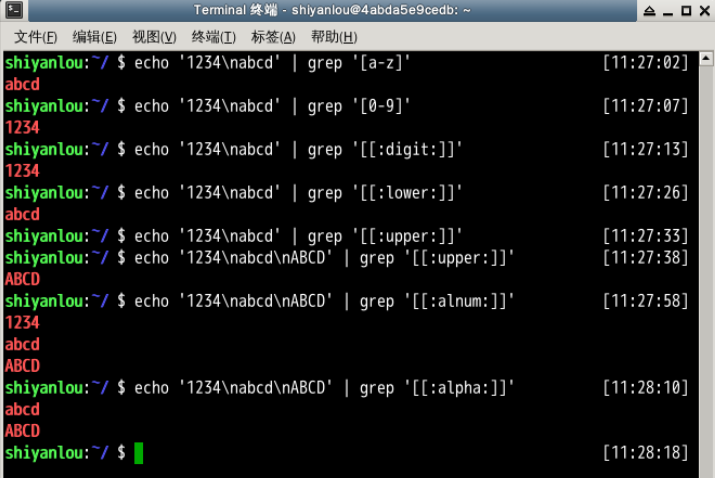 Terminal 终端 - shiyanlou@4abda5e9cedb: ~
文件(F) 编辑(E) 视图(V) 终端(T) 标签(A) 帮助(H)
shiyanlou:~/ $ echo '1234\nabcd' | grep '[a-z]' [11:27:02]
abcd
shiyanlou:~/ $ echo '1234\nabcd' | grep '[0-9]' [11:27:07]
1234
shiyanlou:~/ $ echo '1234\nabcd' | grep '[[:digit:]]' [11:27:13]
1234
shiyanlou:~/ $ echo '1234\nabcd' | grep '[[:lower:]]' [11:27:26]
abcd
shiyanlou:~/ $ echo '1234\nabcd' | grep '[[:upper:]]' [11:27:33]
shiyanlou:~/ $ echo '1234\nabcd\nABCD' | grep '[[:upper:]]' [11:27:38]
ABCD
shiyanlou:~/ $ echo '1234\nabcd\nABCD' | grep '[[:alnum:]]' [11:27:58]
1234
abcd
ABCD
shiyanlou:~/ $ echo '1234\nabcd\nABCD' | grep '[[:alpha:]]' [11:28:10]
abcd
ABCD
shiyanlou:~/ $ [11:28:18]